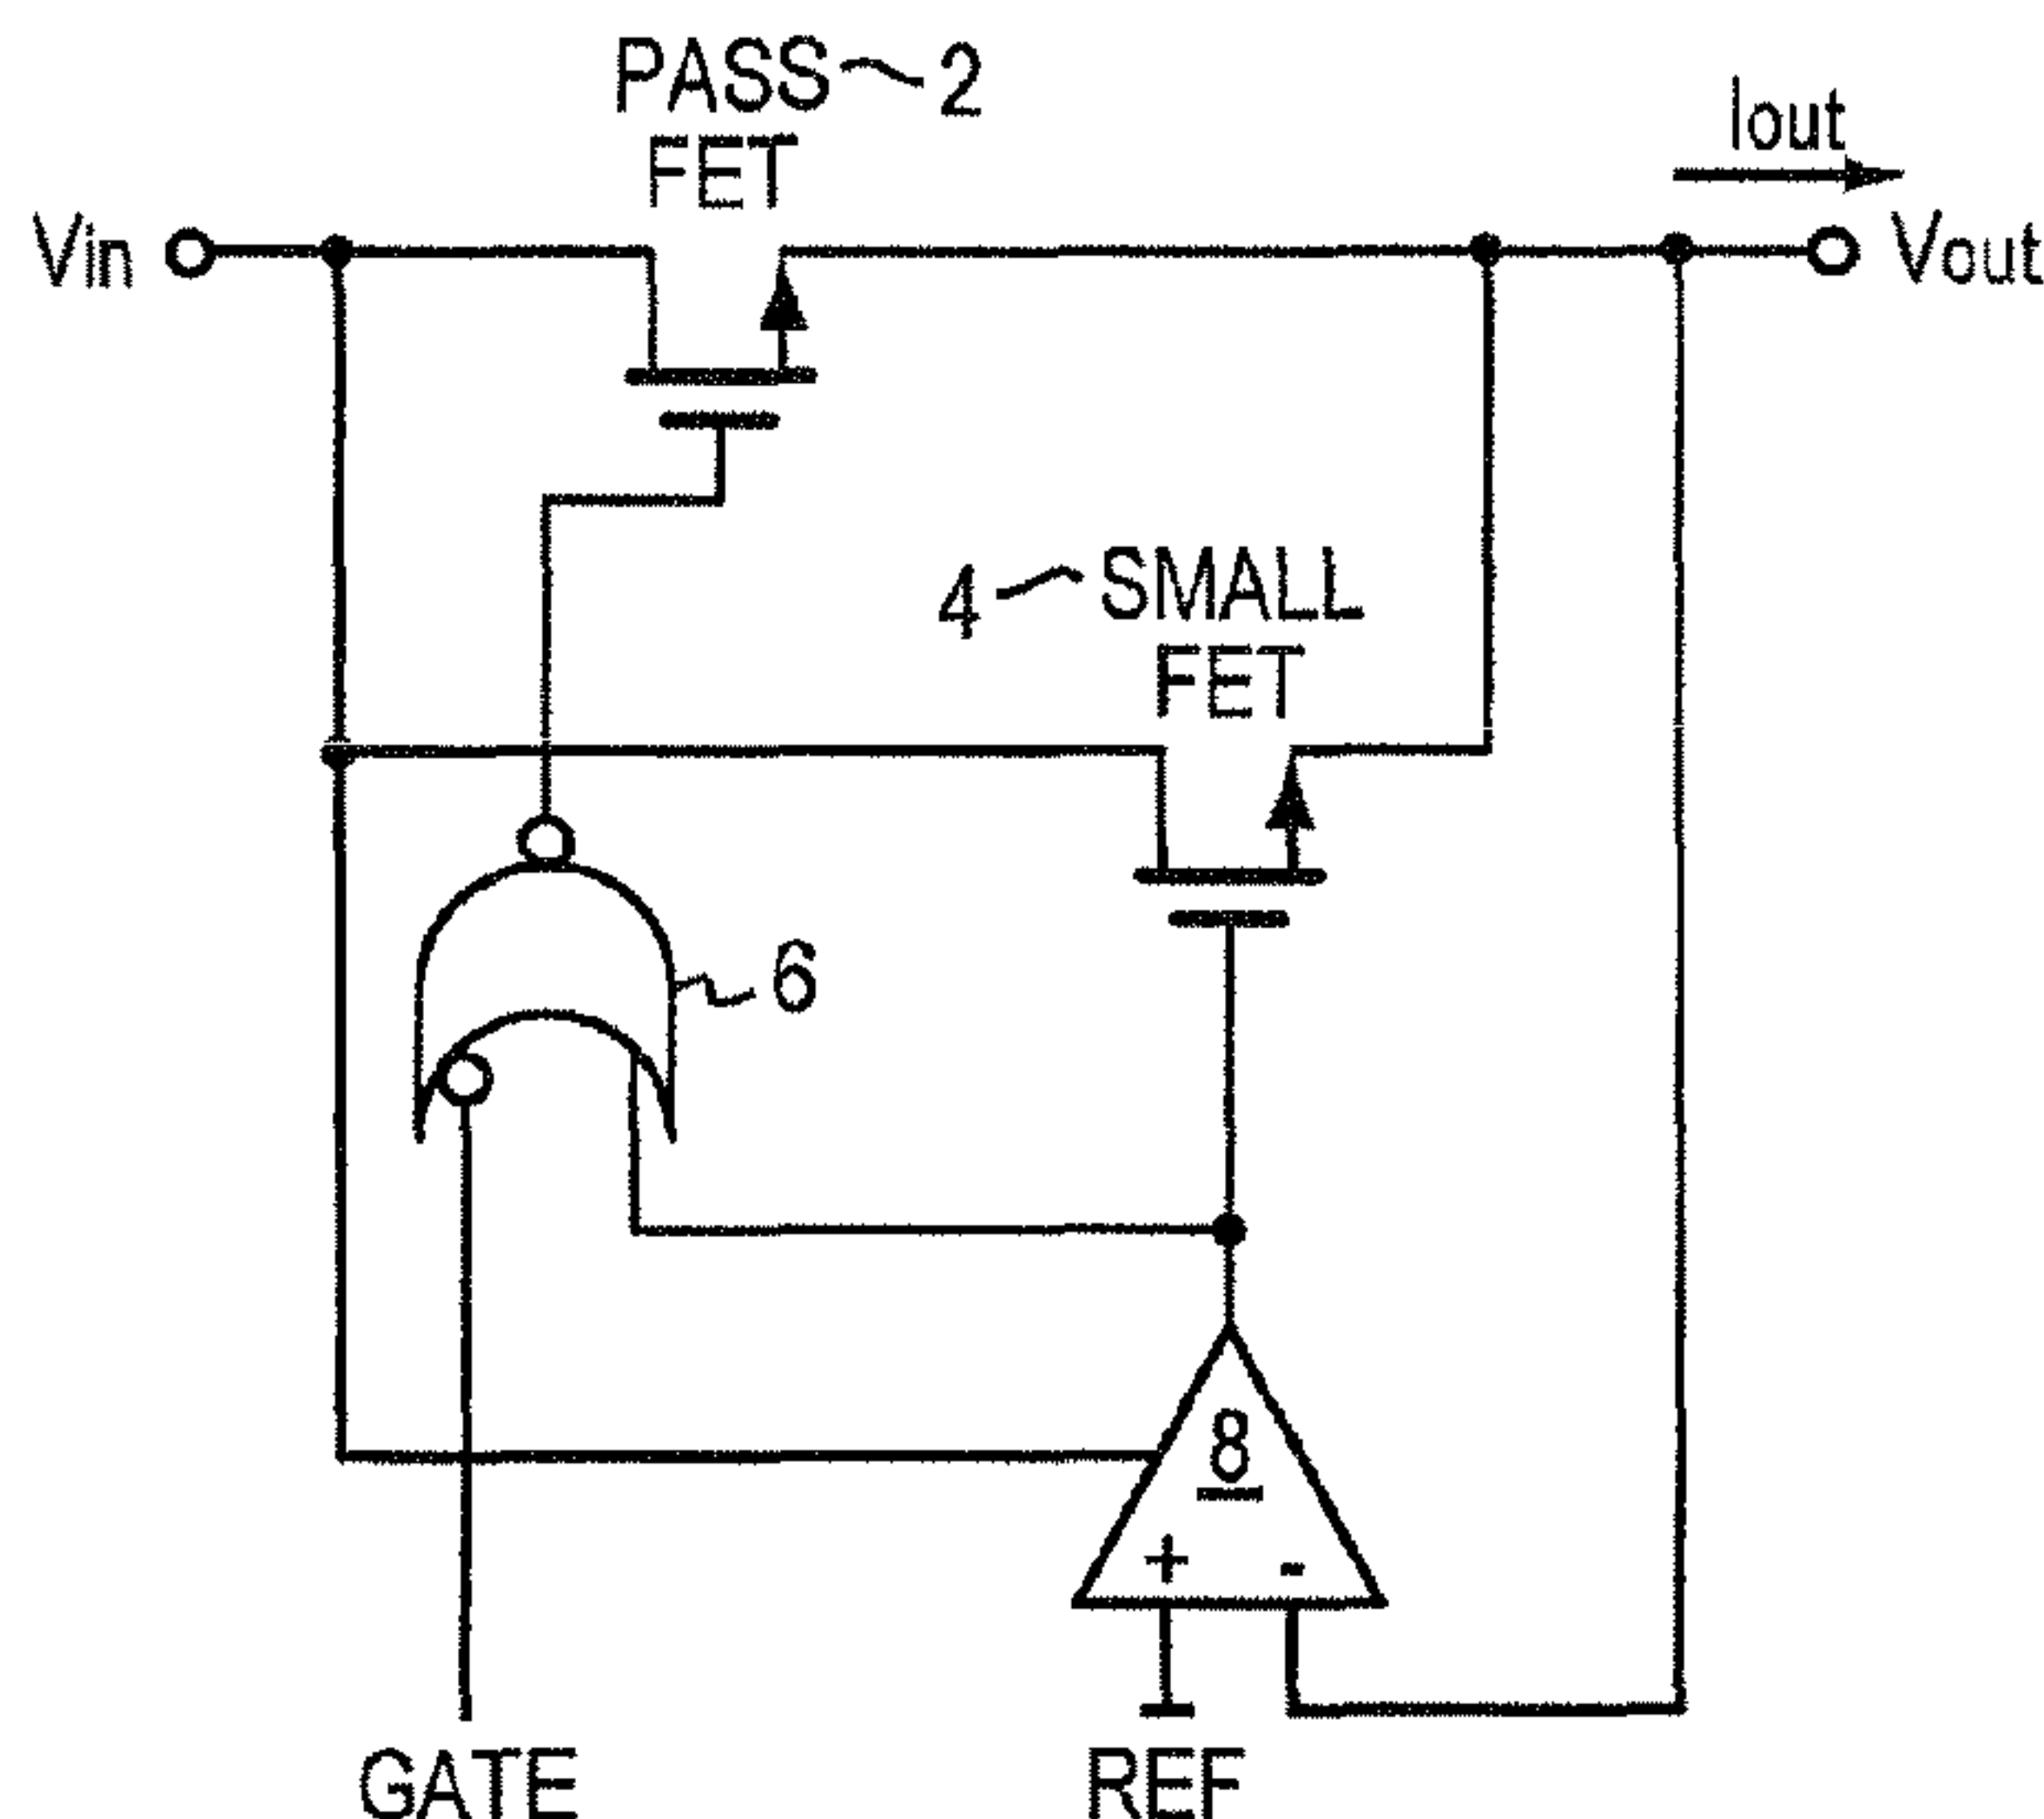 PASS 2
FET
Iout
Vin
Vout
4 SMALL
FET
6
8
+ -
GATE
REF